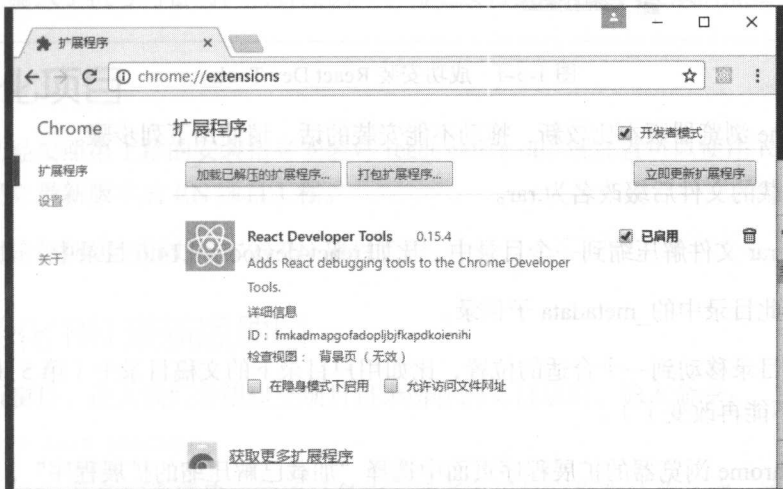 扩展程序
chrome://extensions
Chrome
扩展程序
开发者模式
扩展程序
设置
关于
加载已解压的扩展程序...
打包扩展程序...
立即更新扩展程序
React Developer Tools 0.15.4
已启用
Adds React debugging tools to the Chrome Developer
Tools.
详细信息
ID： fmkadmapgofadopljbjfkapdkoienihi
检查视图： 背景页（无效）
在隐身模式下启用
允许访问文件网址
获取更多扩展程序